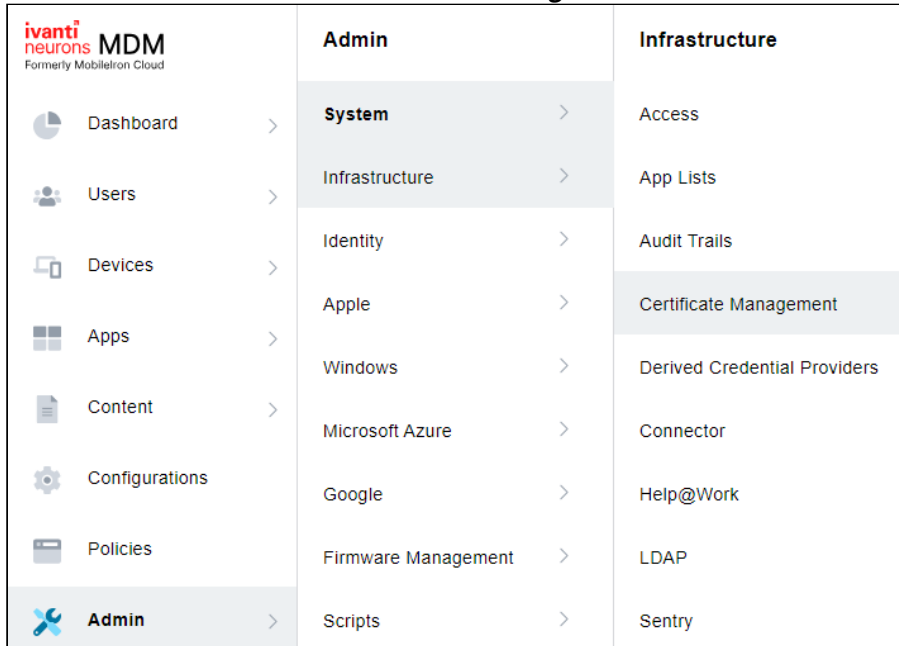 ivanti
neurons MDM
Formerly MobileIron Cloud
Dashboard
Users
Devices
Apps
Content
Configurations
Policies
Admin
Admin
System
Infrastructure
Identity
Apple
Windows
Microsoft Azure
Google
Firmware Management
Scripts
Infrastructure
Access
App Lists
Audit Trails
Certificate Management
Derived Credential Providers
Connector
Help@Work
LDAP
Sentry